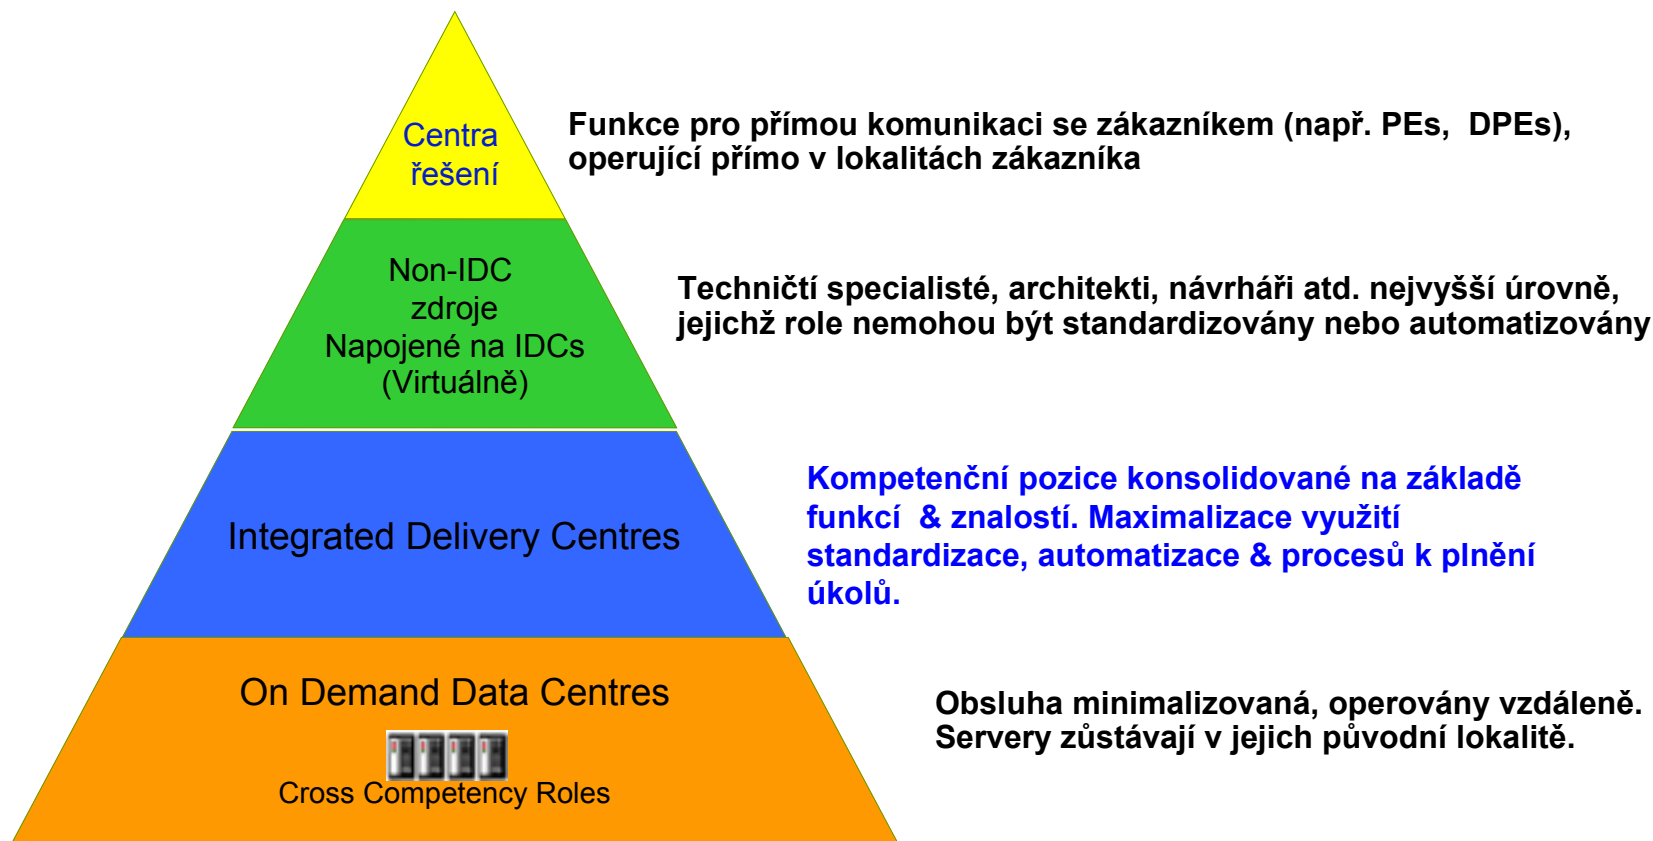 Centra
řešení
Funkce pro přímou komunikaci se zákazníkem (např. PEs, DPEs),
operující přímo v lokalitách zákazníka
Non-IDC
zdroje
Napojené na IDCs
(Virtuálně)
Techničtí specialisté, architekti, návrháři atd. nejvyšší úrovně,
jejichž role nemohou být standardizovány nebo automatizovány
Integrated Delivery Centres
Kompetenční pozice konsolidované na základě
funkcí & znalostí. Maximalizace využití
standardizace, automatizace & procesů k plnění
úkolů.
On Demand Data Centres
Cross Competency Roles
Obsluha minimalizovaná, operovány vzdáleně.
Servery zůstávají v jejich původní lokalitě.